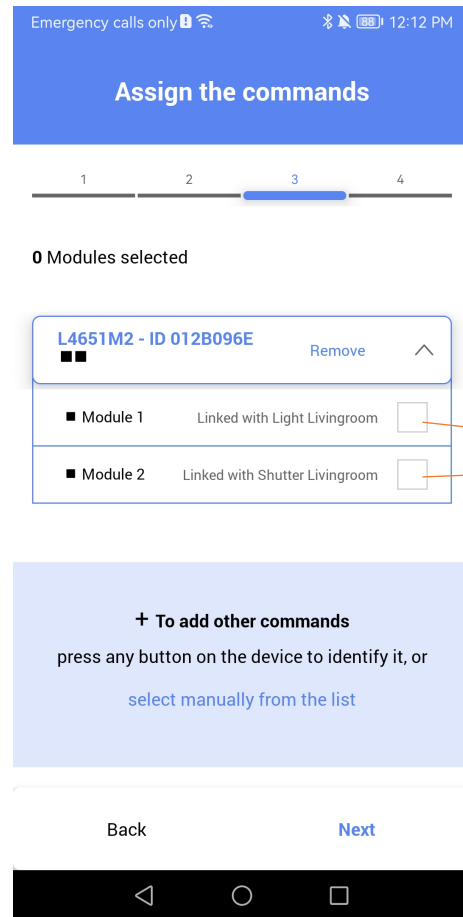 Emergency calls only 88 12:12 PM
Assign the commands
1 2 3 4
0 Modules selected
L4651M2 - ID 012B096E
Remove
Module 1 Linked with Light Livingroom
Module 2 Linked with Shutter Livingroom
+ To add other commands
press any button on the device to identify it, or
select manually from the list
Back Next